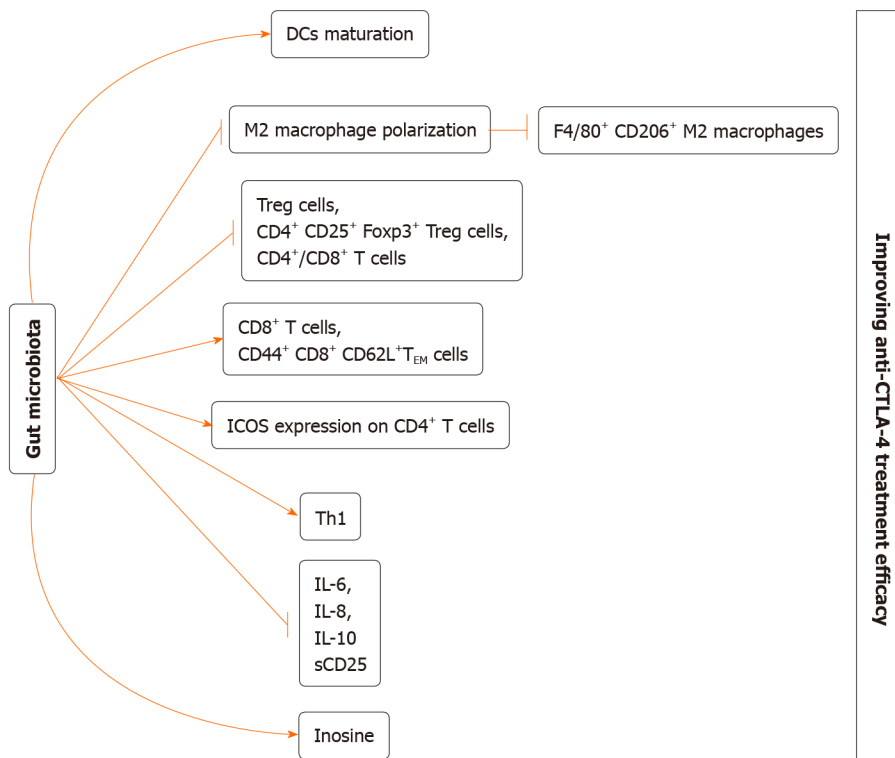 DCs maturation
M2 macrophage polarization
F4/80⁺ CD206⁺ M2 macrophages
Treg cells,
CD4⁺ CD25⁺ Foxp3⁺ Treg cells,
CD4⁺/CD8⁺ T cells
Gut microbiota
CD8⁺ T cells,
CD44⁺ CD8⁺ CD62L⁺T_EM cells
ICOS expression on CD4⁺ T cells
Th1
IL-6,
IL-8,
IL-10
sCD25
Inosine
Improving anti-CTLA-4 treatment efficacy